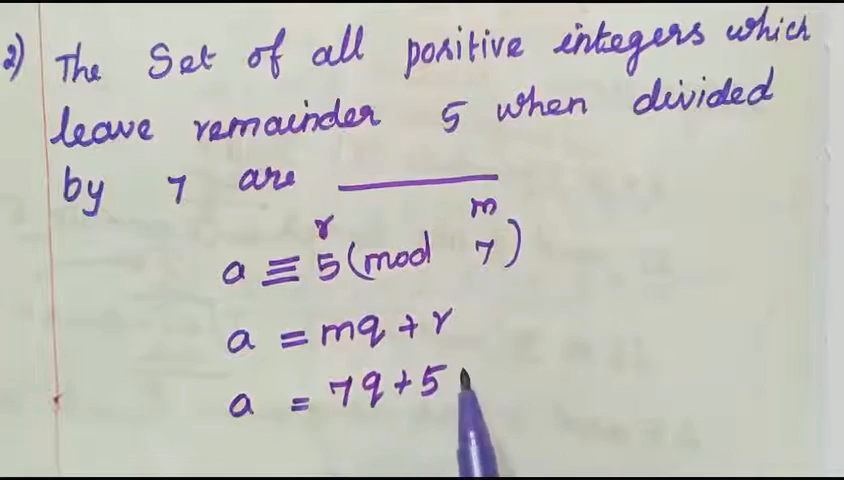 2) The Set of all positive integers which
leave remainder 5 when divided
by 7 are ______
r m
a ≡ 5 (mod 7)
a = mq + r
a = 7q + 5